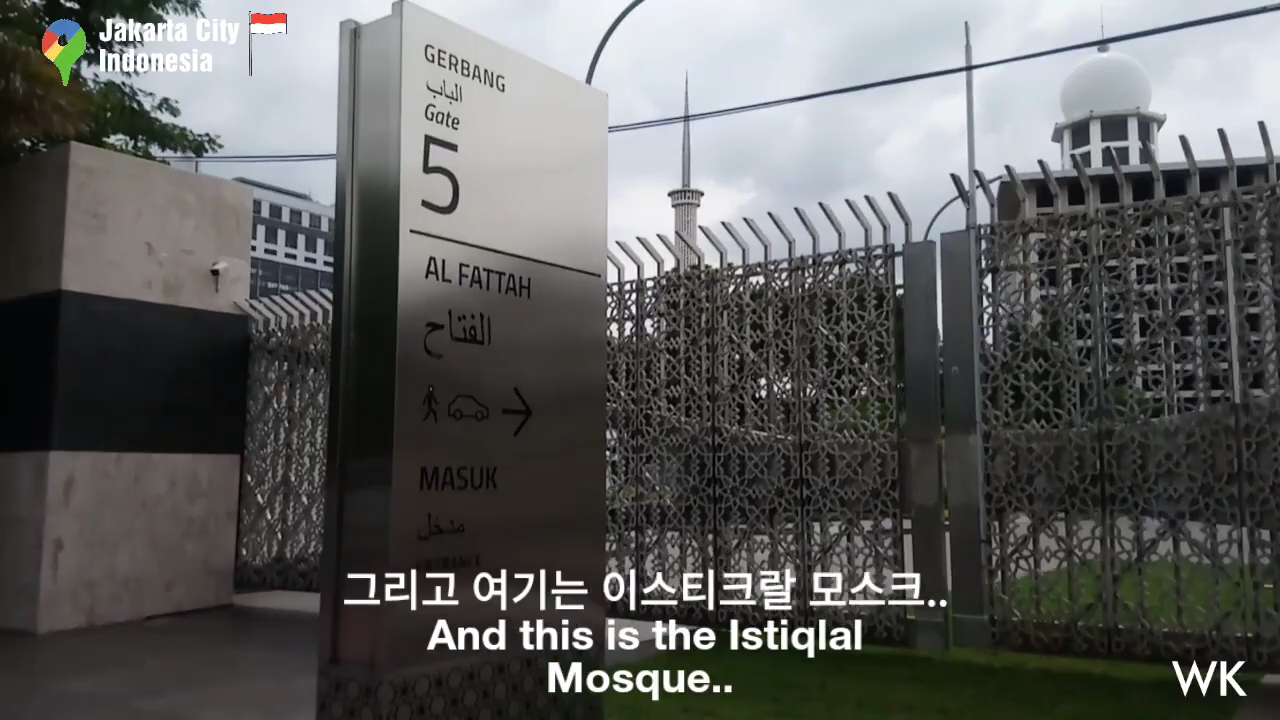 Jakarta City
Indonesia
GERBANG
الباب
Gate
5
AL FATTAH
الفتاح
MASUK
مدخل
ENTRANCE
그리고 여기는 이스티크랄 모스크..
And this is the Istiqlal
Mosque..
WK